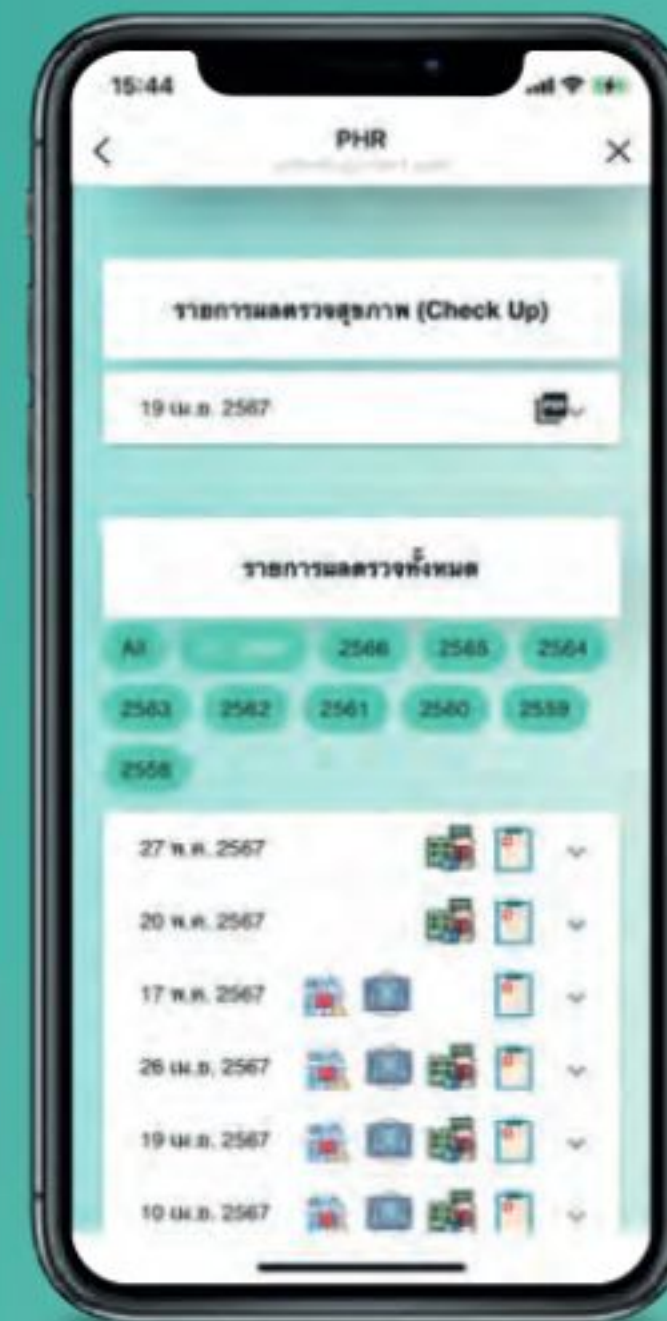 15:44
PHR
รายการผลตรวจสุขภาพ (Check Up)
19 เม.ย. 2567
PDF
รายการผลตรวจทั้งหมด
All 2566 2565 2564
2563 2562 2561 2560 2559
2558
27 พ.ค. 2567
20 พ.ค. 2567
17 พ.ค. 2567
26 เม.ย. 2567
19 เม.ย. 2567
10 เม.ย. 2567